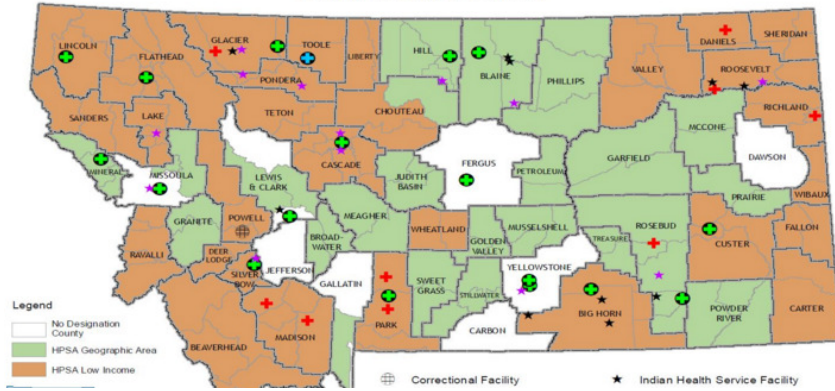 LINCOLN
FLATHEAD
GLACIER
TOOLE
LIBERTY
HILL
BLAINE
PHILLIPS
VALLEY
DANIELS
SHERIDAN
ROOSEVELT
PONDERA
TETON
CHOUTEAU
RICHLAND
SANDERS
LAKE
CASCADE
FERGUS
MCCONE
DAWSON
GARFIELD
MINERAL
MISSOULA
LEWIS
& CLARK
JUDITH
BASIN
PETROLEUM
PRAIRIE
WIBAUX
GRANITE
POWELL
MEAGHER
WHEATLAND
GOLDEN
VALLEY
MUSSELSHELL
ROSEBUD
TREASURE
CUSTER
FALLON
RAVALLI
DEER
LODGE
SILVER
BOW
JEFFERSON
BROAD-
WATER
GALLATIN
PARK
SWEET
GRASS
STILLWATER
YELLOWSTONE
CARBON
BIG HORN
POWDER
RIVER
CARTER
BEAVERHEAD
MADISON
Legend
No Designation
County
HPSA Geographic Area
HPSA Low Income
Correctional Facility
Indian Health Service Facility